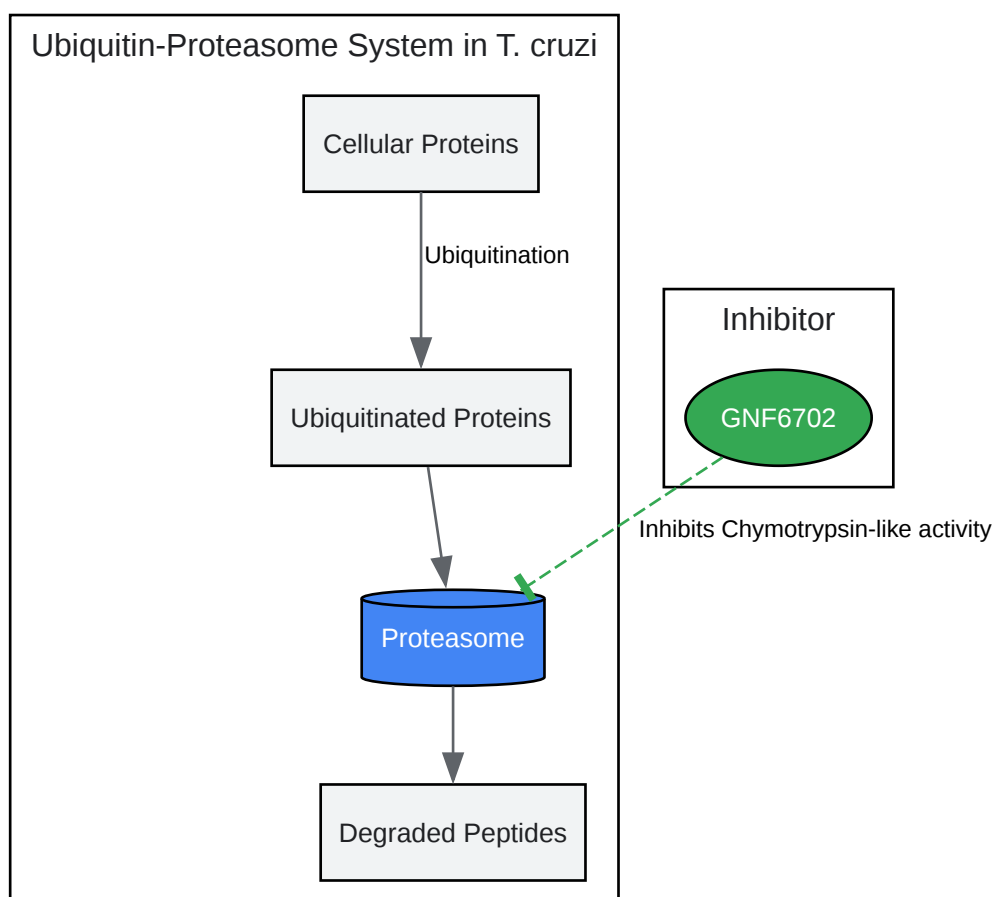 Ubiquitin-Proteasome System in T. cruzi
Cellular Proteins
Ubiquitination
Ubiquitinated Proteins
Inhibitor
GNF6702
Inhibits Chymotrypsin-like activity
Proteasome
Degraded Peptides